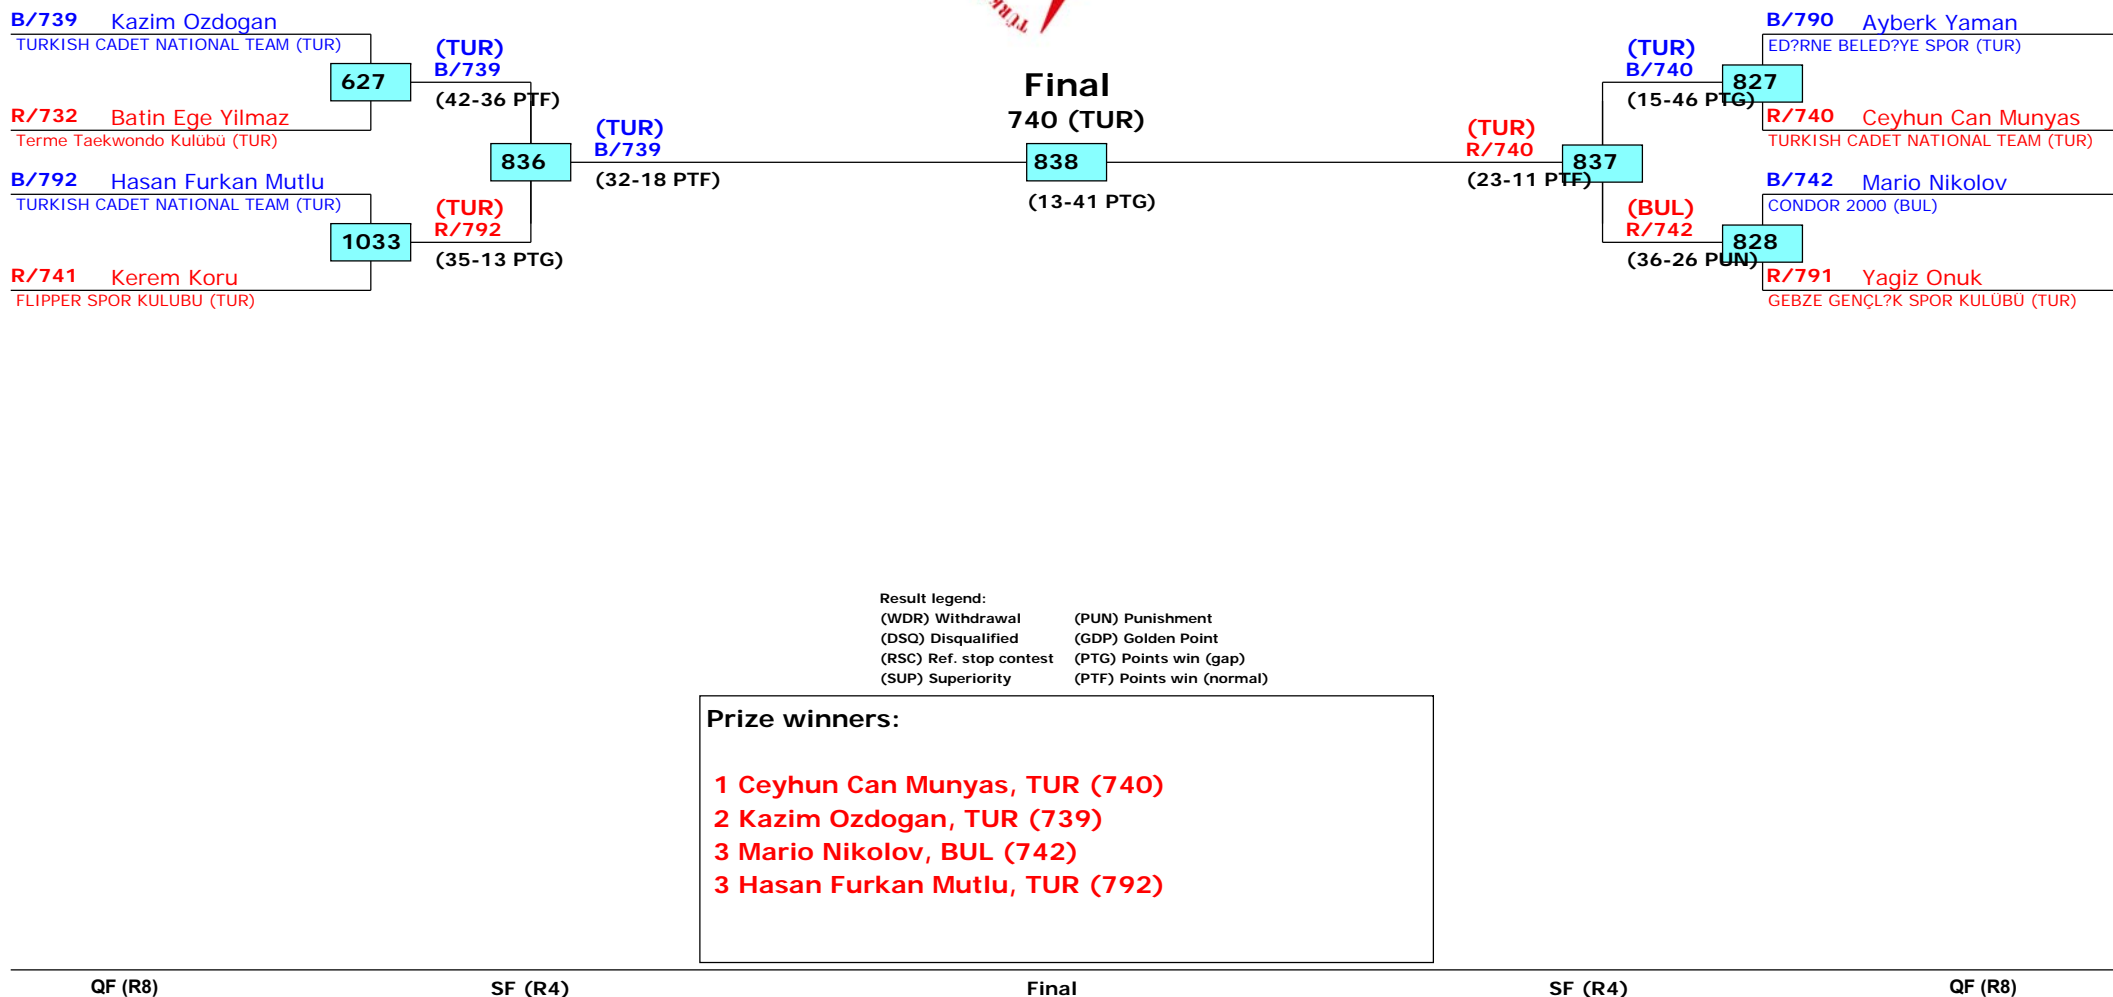 B/739 Kazim Ozdogan
TURKISH CADET NATIONAL TEAM (TUR)
627
(TUR)
B/739
(42-36 PTF)
R/732 Batin Ege Yilmaz
Terme Taekwondo Kulübü (TUR)
836
(TUR)
B/739
(32-18 PTF)
B/792 Hasan Furkan Mutlu
TURKISH CADET NATIONAL TEAM (TUR)
1033
(TUR)
R/792
(35-13 PTG)
R/741 Kerem Koru
FLIPPER SPOR KULUBU (TUR)
Final
740 (TUR)
838
(13-41 PTG)
B/790 Ayberk Yaman
ED?RNE BELED?YE SPOR (TUR)
(TUR)
B/740
827
(15-46 PTG)
R/740 Ceyhun Can Munyas
TURKISH CADET NATIONAL TEAM (TUR)
(TUR)
R/740
837
(23-11 PTF)
B/742 Mario Nikolov
CONDOR 2000 (BUL)
(BUL)
R/742
828
(36-26 PUN)
R/791 Yagiz Onuk
GEBZE GENÇL?K SPOR KULÜBÜ (TUR)
Result legend:
(WDR) Withdrawal (PUN) Punishment
(DSQ) Disqualified (GDP) Golden Point
(RSC) Ref. stop contest (PTG) Points win (gap)
(SUP) Superiority (PTF) Points win (normal)
Prize winners:
1 Ceyhun Can Munyas, TUR (740)
2 Kazim Ozdogan, TUR (739)
3 Mario Nikolov, BUL (742)
3 Hasan Furkan Mutlu, TUR (792)
QF (R8) SF (R4) Final SF (R4) QF (R8)